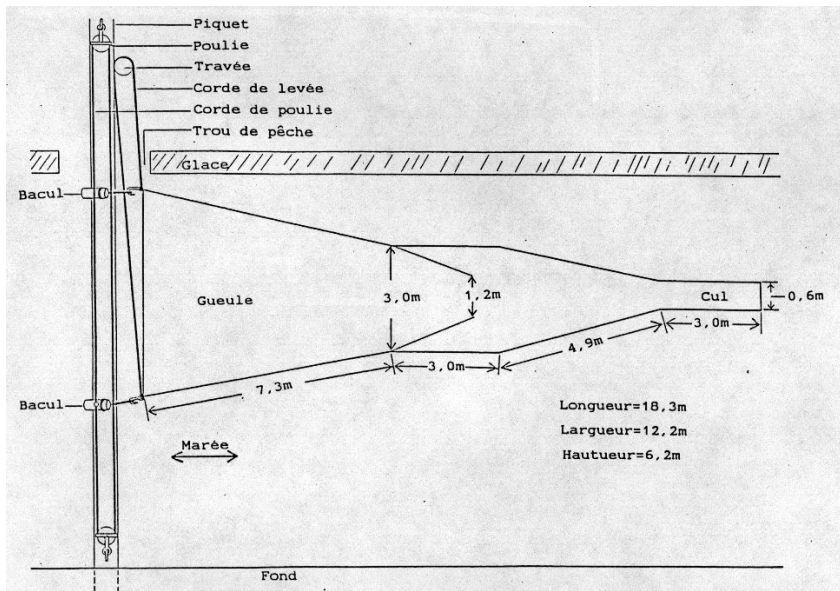 Piquet
Poulie
Travée
Corde de levée
Corde de poulie
Trou de pêche
Glace
Bacul
Gueule
3,0m
1,2m
Cul
0,6m
3,0m
4,9m
3,0m
7,3m
Bacul
Longueur=18,3m
Largueur=12,2m
Hautueur=6,2m
Marée
Fond